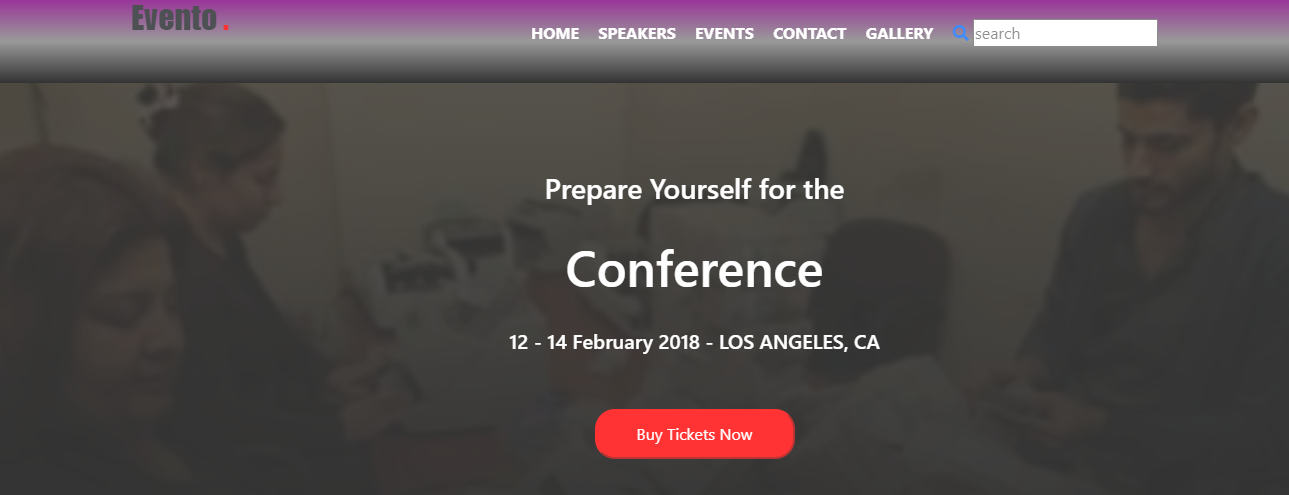 Evento .
HOME SPEAKERS EVENTS CONTACT GALLERY search
Prepare Yourself for the
Conference
12 - 14 February 2018 - LOS ANGELES, CA
Buy Tickets Now